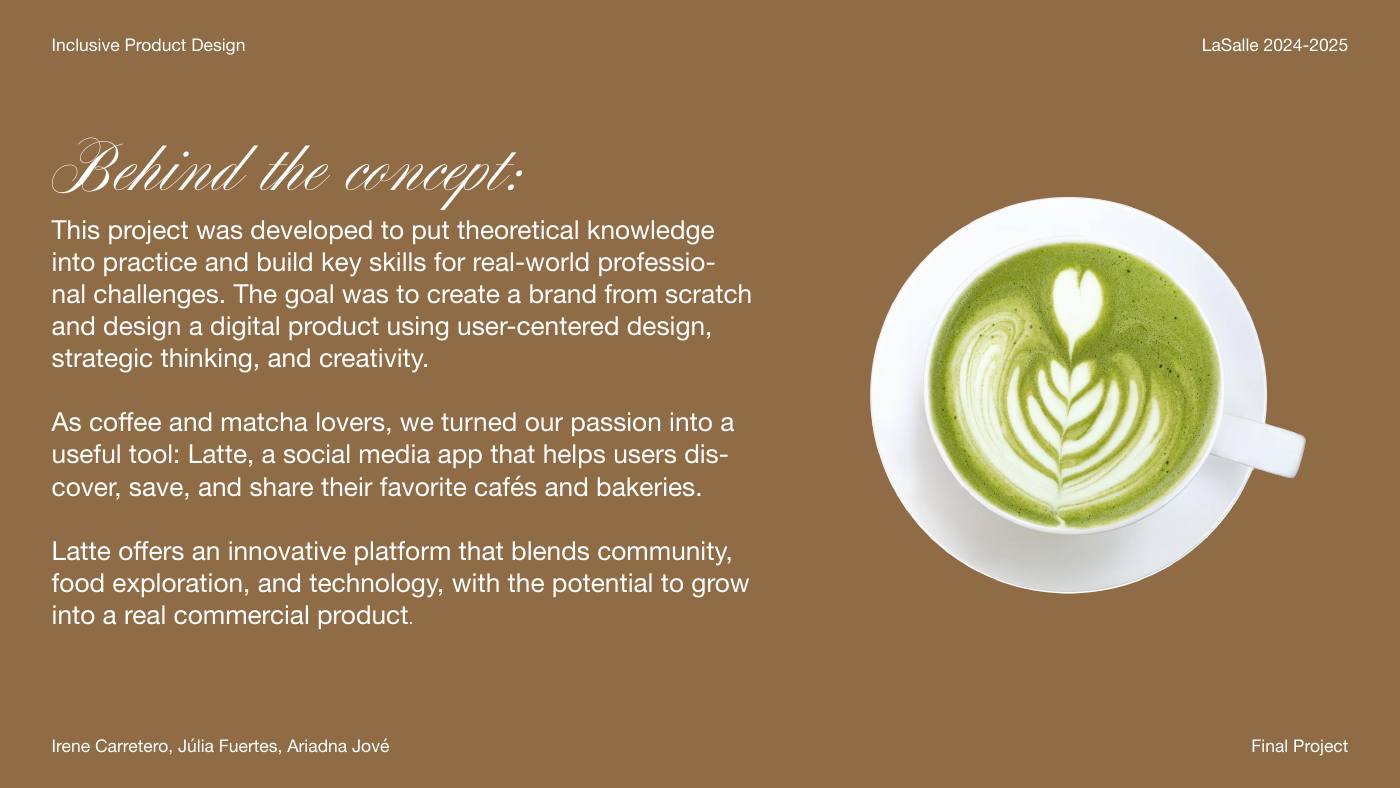 Inclusive Product Design
LaSalle 2024-2025
Behind the concept:
This project was developed to put theoretical knowledge
into practice and build key skills for real-world professio-
nal challenges. The goal was to create a brand from scratch
and design a digital product using user-centered design,
strategic thinking, and creativity.
As coffee and matcha lovers, we turned our passion into a
useful tool: Latte, a social media app that helps users dis-
cover, save, and share their favorite cafés and bakeries.
Latte offers an innovative platform that blends community,
food exploration, and technology, with the potential to grow
into a real commercial product.
Irene Carretero, Júlia Fuertes, Ariadna Jové
Final Project